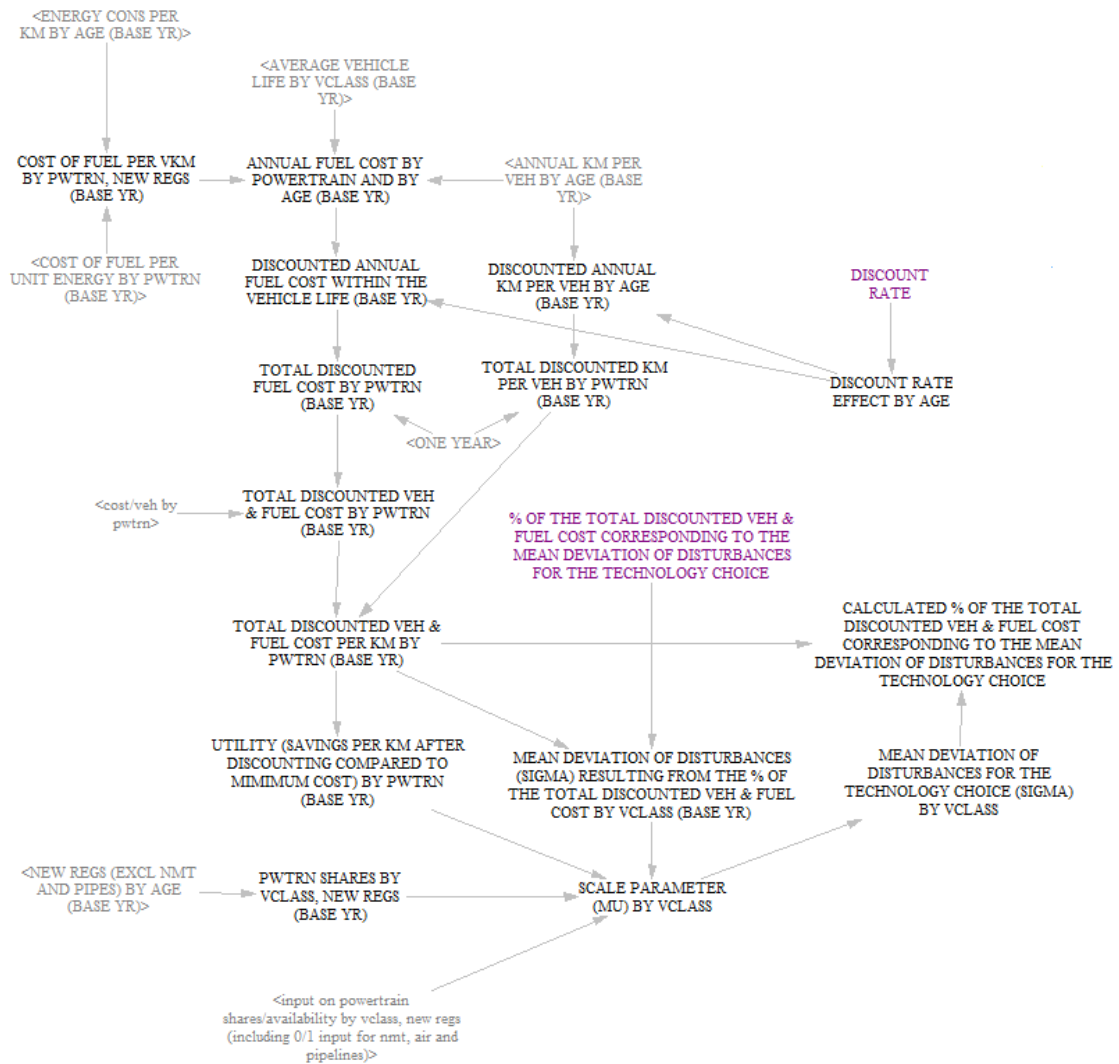 <ENERGY CONS PER
KM BY AGE (BASE YR)>
<AVERAGE VEHICLE
LIFE BY VCLASS (BASE
YR)>
COST OF FUEL PER VKM
BY PWTRN, NEW REGS
(BASE YR)
ANNUAL FUEL COST BY
POWERTRAIN AND BY
AGE (BASE YR)
<ANNUAL KM PER
VEH BY AGE (BASE
YR)>
<COST OF FUEL PER
UNIT ENERGY BY PWTRN
(BASE YR)>
DISCOUNTED ANNUAL
FUEL COST WITHIN THE
VEHICLE LIFE (BASE YR)
DISCOUNTED ANNUAL
KM PER VEH BY AGE
(BASE YR)
DISCOUNT
RATE
TOTAL DISCOUNTED
FUEL COST BY PWTRN
(BASE YR)
TOTAL DISCOUNTED KM
PER VEH BY PWTRN
(BASE YR)
DISCOUNT RATE
EFFECT BY AGE
<ONE YEAR>
<cost/veh by
pwtrn>
TOTAL DISCOUNTED VEH
& FUEL COST BY PWTRN
(BASE YR)
% OF THE TOTAL DISCOUNTED VEH &
FUEL COST CORRESPONDING TO THE
MEAN DEVIATION OF DISTURBANCES
FOR THE TECHNOLOGY CHOICE
TOTAL DISCOUNTED VEH &
FUEL COST PER KM BY
PWTRN (BASE YR)
CALCULATED % OF THE TOTAL
DISCOUNTED VEH & FUEL COST
CORRESPONDING TO THE MEAN
DEVIATION OF DISTURBANCES FOR THE
TECHNOLOGY CHOICE
UTILITY (SAVINGS PER KM AFTER
DISCOUNTING COMPARED TO
MIMIMUM COST) BY PWTRN
(BASE YR)
MEAN DEVIATION OF DISTURBANCES
(SIGMA) RESULTING FROM THE % OF
THE TOTAL DISCOUNTED VEH & FUEL
COST BY VCLASS (BASE YR)
MEAN DEVIATION OF
DISTURBANCES FOR THE
TECHNOLOGY CHOICE (SIGMA)
BY VCLASS
<NEW REGS (EXCL NMT
AND PIPES) BY AGE
(BASE YR)>
PWTRN SHARES BY
VCLASS, NEW REGS
(BASE YR)
SCALE PARAMETER
(MU) BY VCLASS
<input on powertrain
shares/availability by vclass, new regs
(including 0/1 input for nmt, air and
pipelines)>